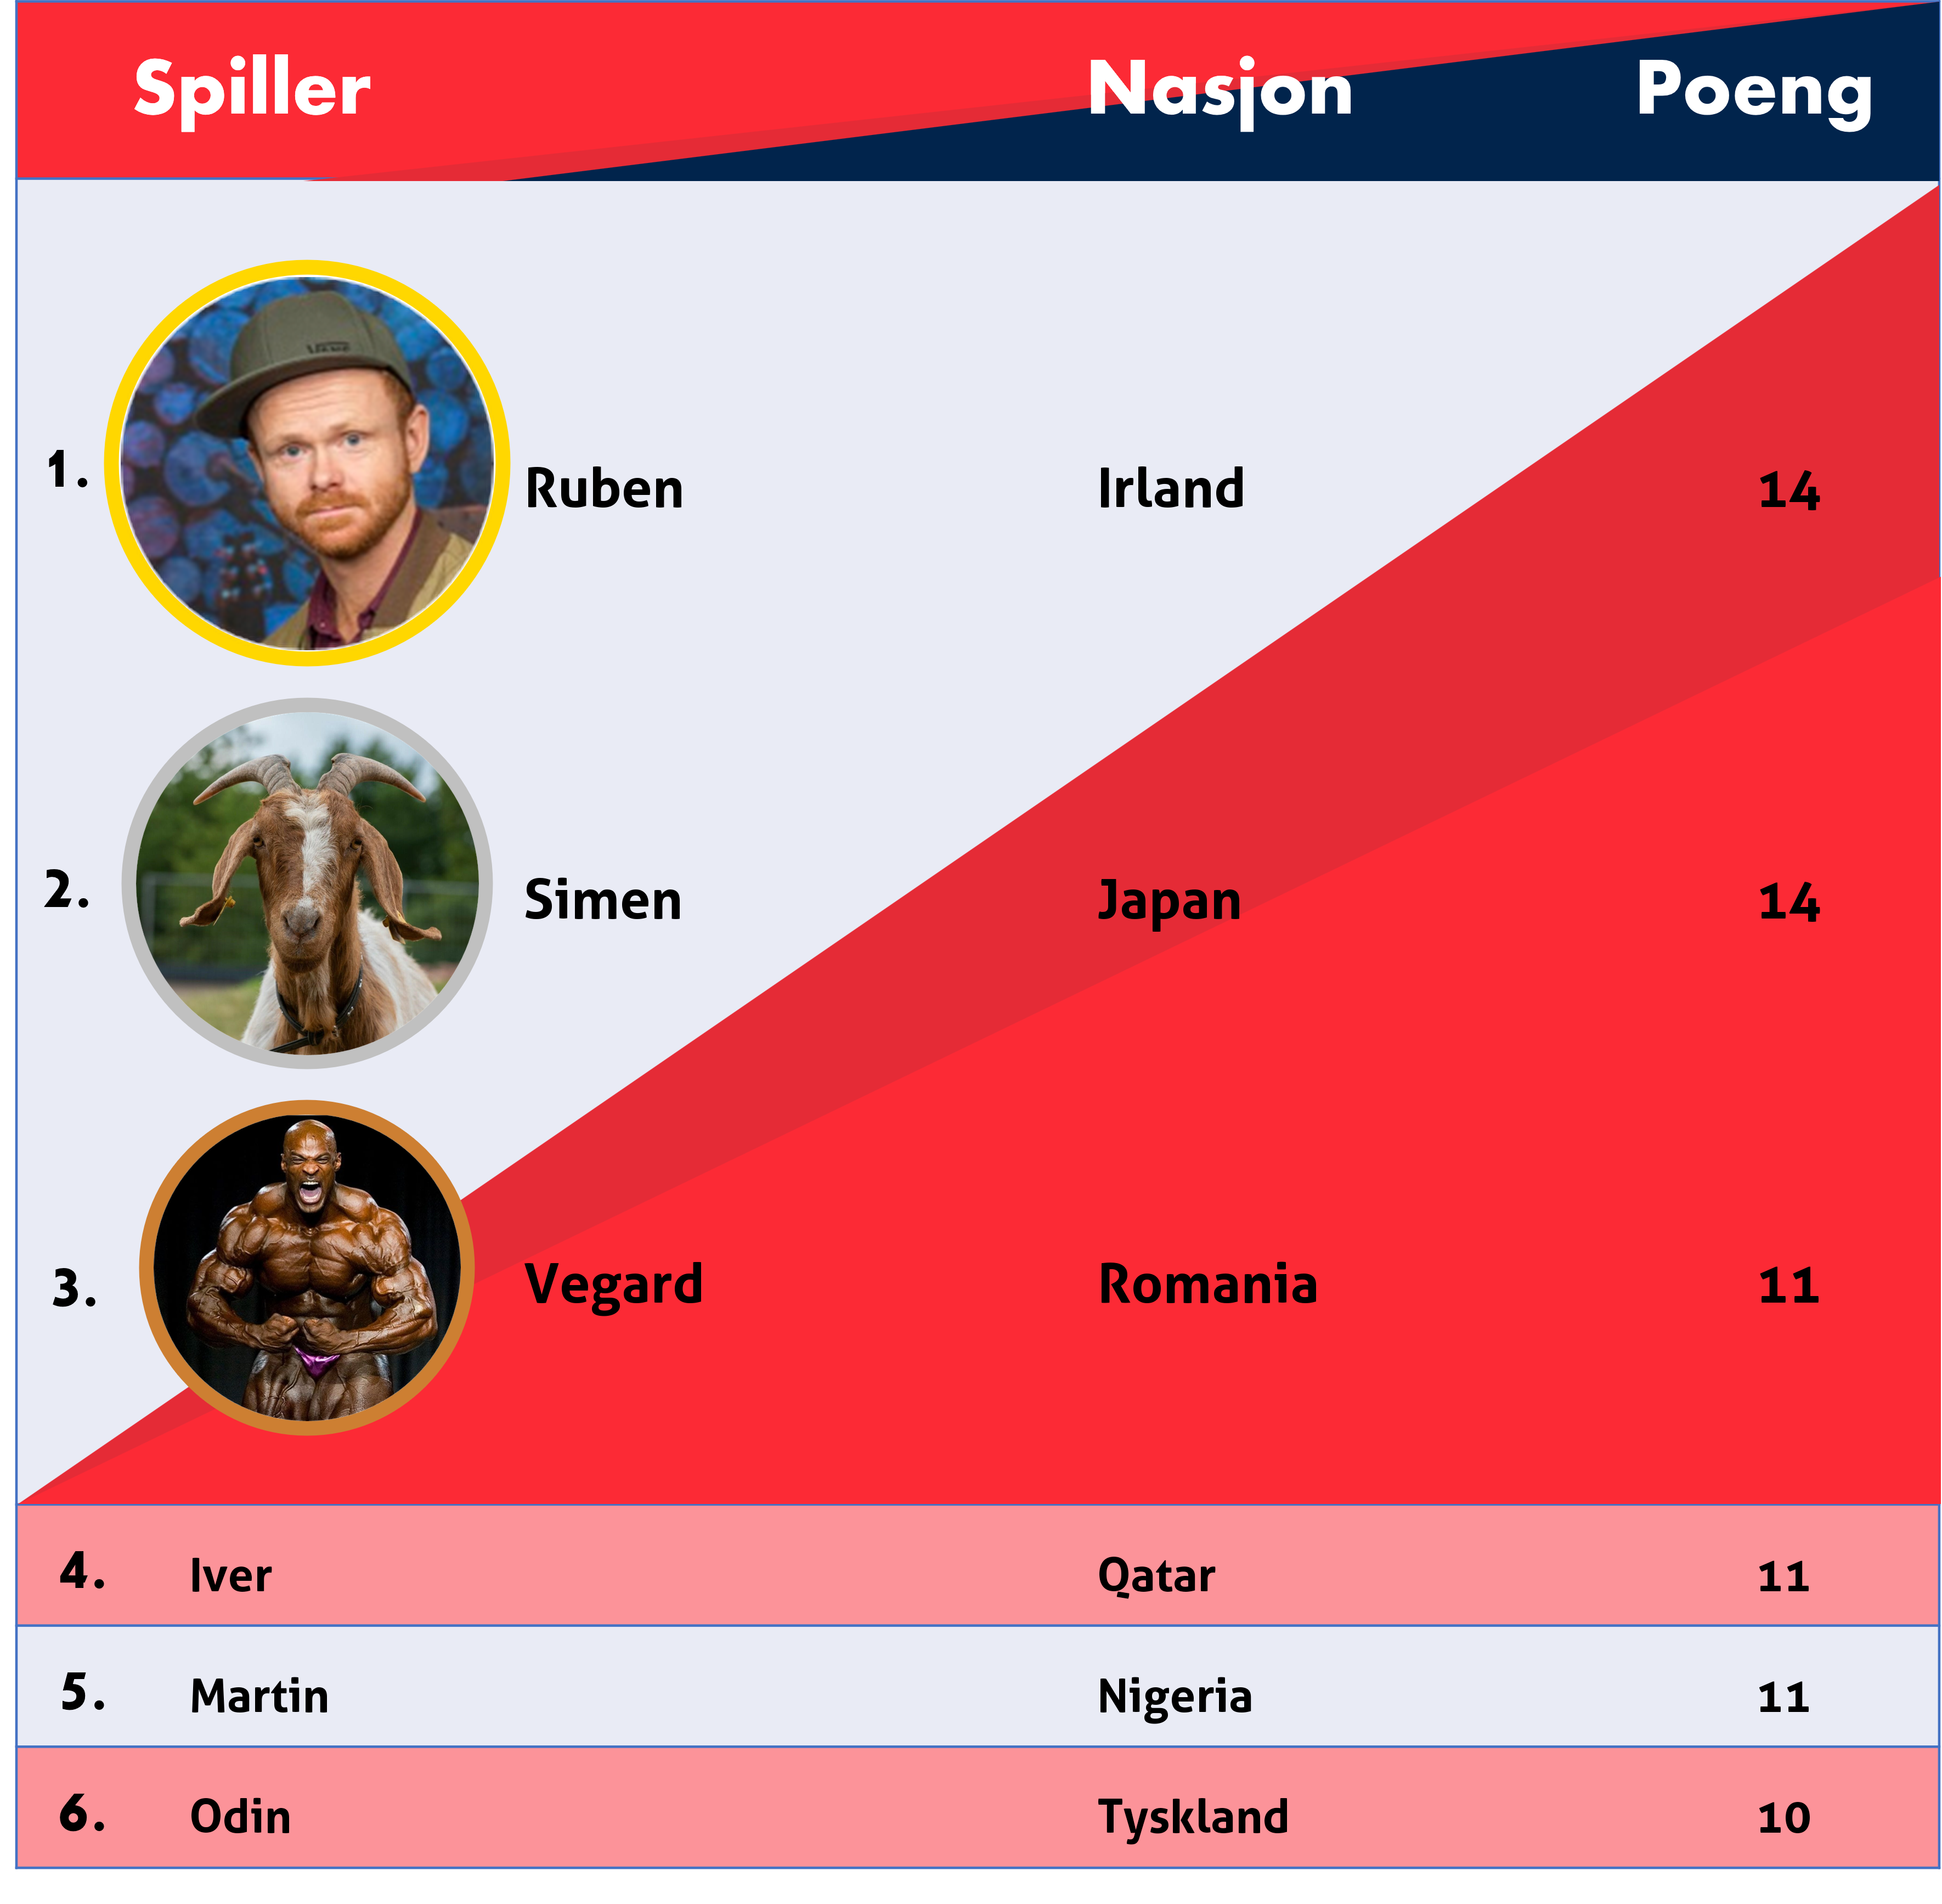 Spiller Nasjon Poeng
1. Ruben Irland 14
2. Simen Japan 14
3. Vegard Romania 11
4. Iver Qatar 11
5. Martin Nigeria 11
6. Odin Tyskland 10